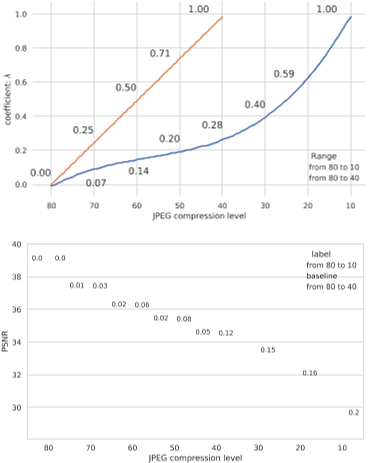 1.00
1.00
1.0
0.8
0.71
0.59
0.6
0.50
0.40
0.4
0.28
0.25
0.20
0.2
0.14
0.00
0.07
0.0
coefficient: λ
Range
from 80 to 10
from 80 to 40
80 70 60 50 40 30 20 10
JPEG compression level
40
38
36
34
32
30
PSNR
label
from 80 to 10
baseline
from 80 to 40
0.0 0.0
0.01 0.03
0.02 0.06
0.02 0.08
0.05 0.12
0.15
0.16
0.2
80 70 60 50 40 30 20 10
JPEG compression level